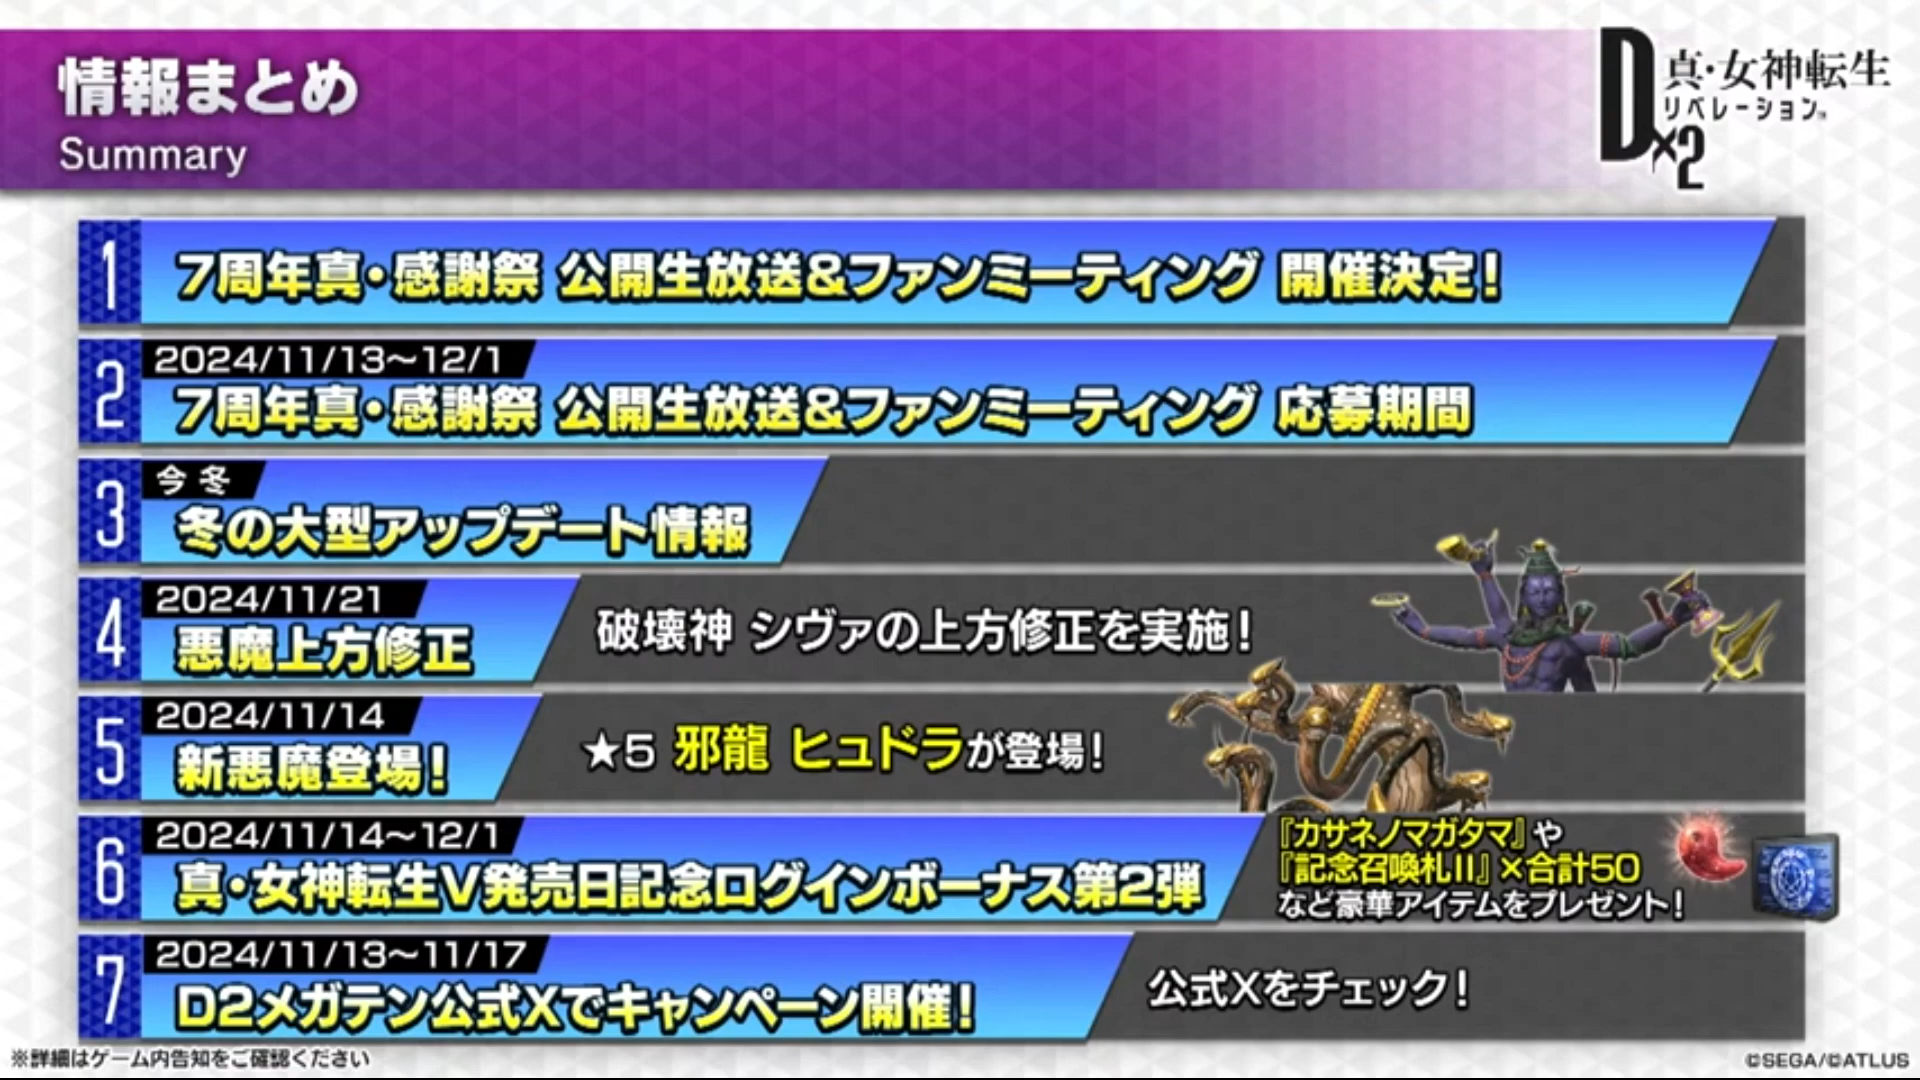 情報まとめ
Summary
D×2 真・女神転生
リベレーション
1 7周年真・感謝祭 公開生放送&ファンミーティング 開催決定!
2 2024/11/13~12/1
7周年真・感謝祭 公開生放送&ファンミーティング 応募期間
3 今冬
冬の大型アップデート情報
4 2024/11/21
悪魔上方修正
破壊神 シヴァの上方修正を実施!
5 2024/11/14
新悪魔登場!
★5 邪龍 ヒュドラが登場!
6 2024/11/14~12/1
真・女神転生V発売日記念ログインボーナス第2弾
『カサネノマガタマ』や
『記念召喚札II』×合計50
など豪華アイテムをプレゼント!
7 2024/11/13~11/17
D2メガテン公式Xでキャンペーン開催!
公式Xをチェック!
※詳細はゲーム内告知をご確認ください
©SEGA/©ATLUS